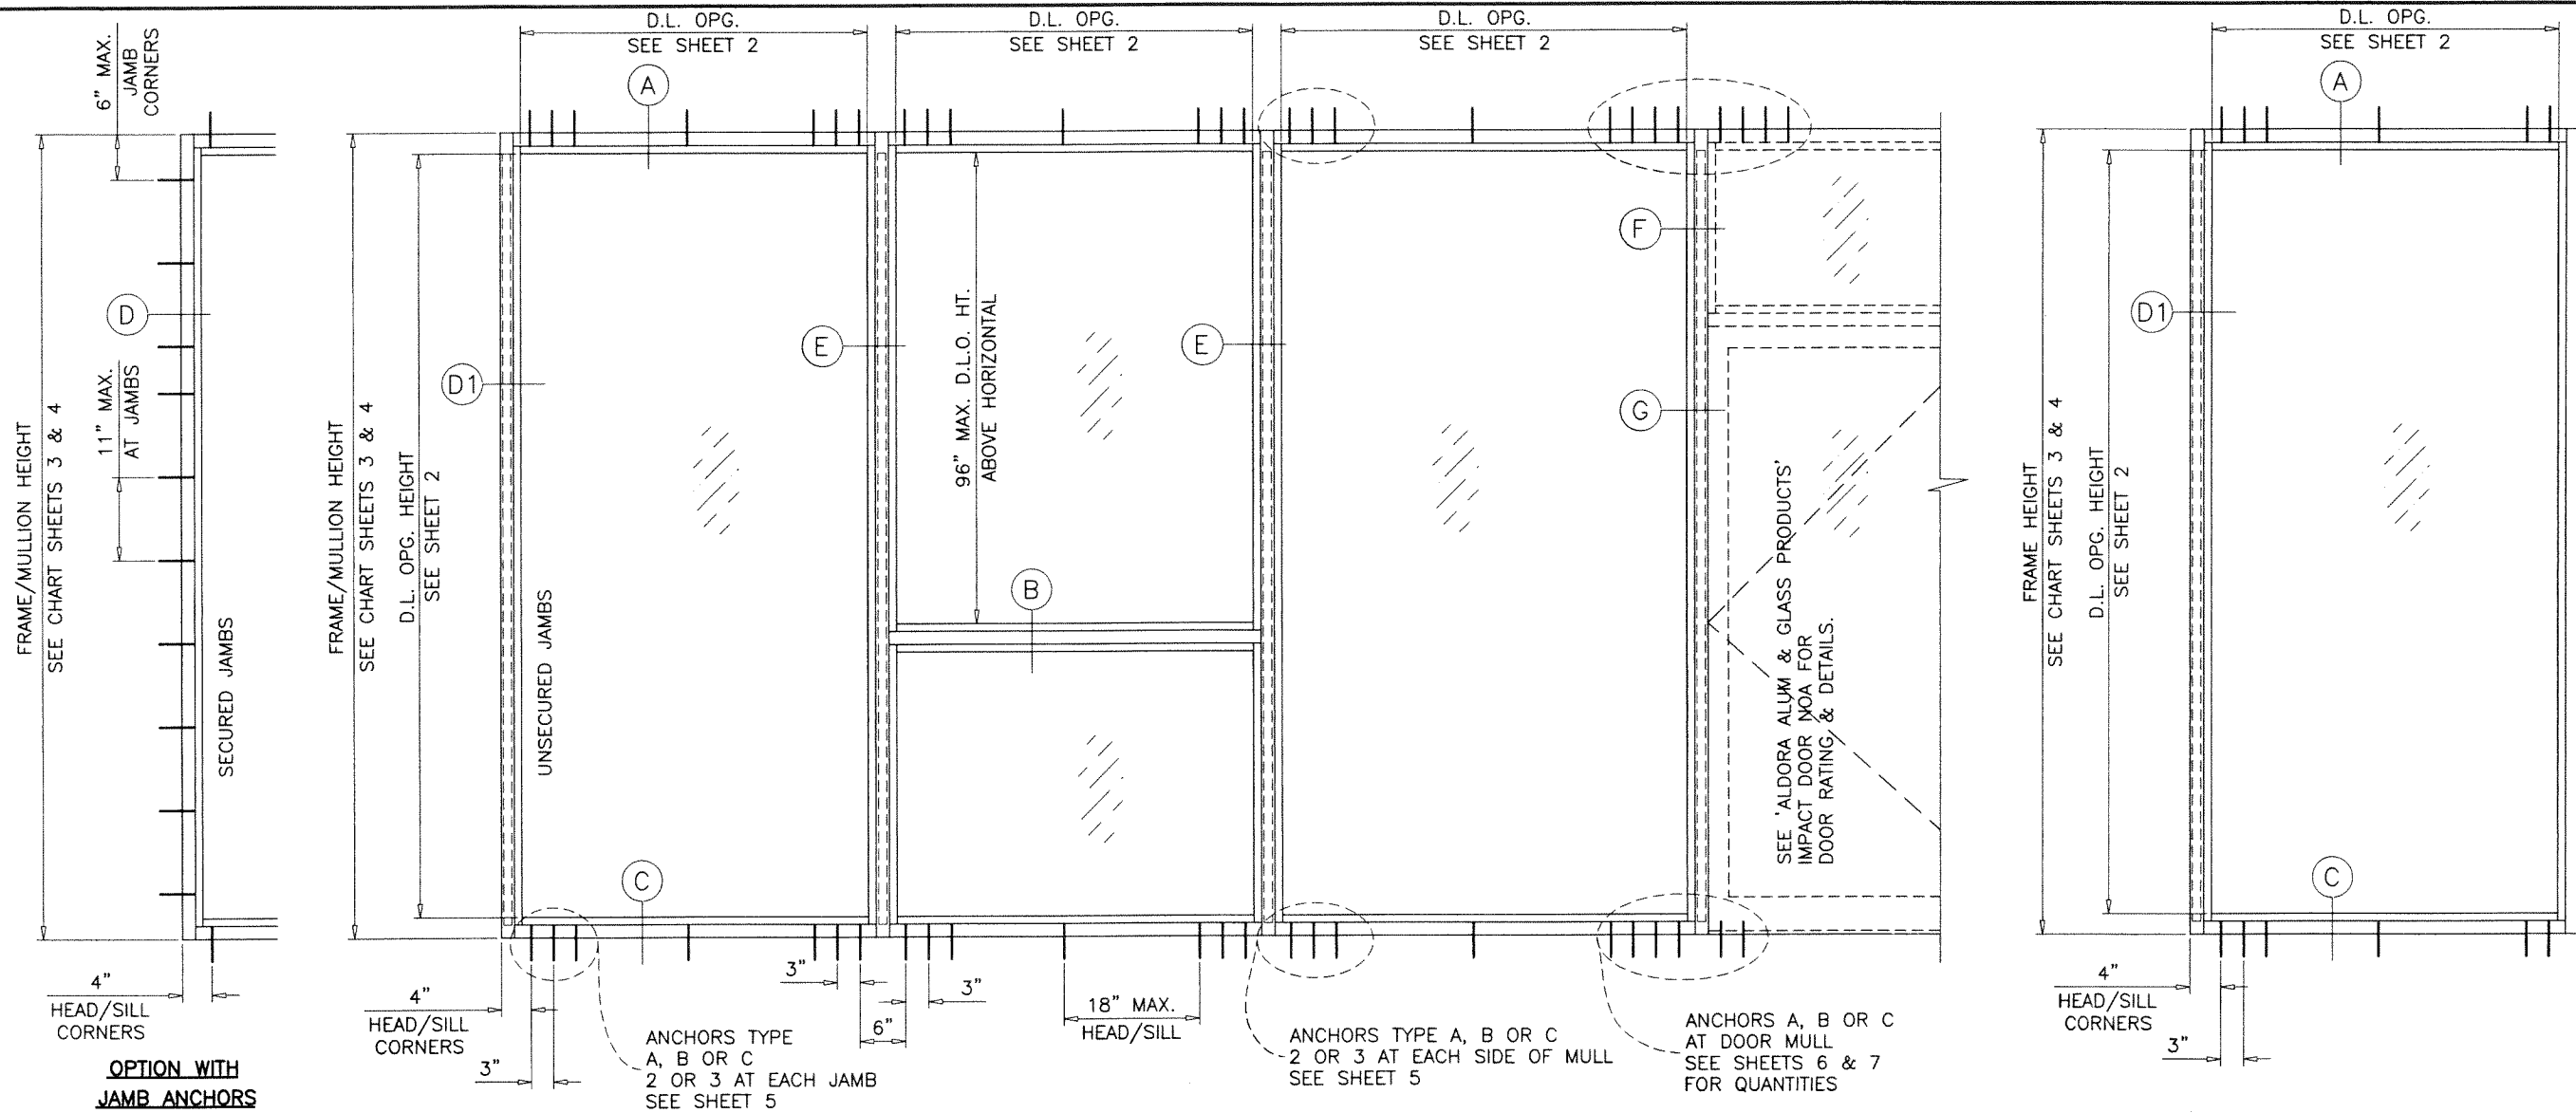 6" MAX.
JAMB
CORNERS
D.L. OPG.
SEE SHEET 2
D.L. OPG.
SEE SHEET 2
D.L. OPG.
SEE SHEET 2
D.L. OPG.
SEE SHEET 2
A
A
FRAME/MULLION HEIGHT
SEE CHART SHEETS 3 & 4
D
11" MAX.
AT JAMBS
SECURED JAMBS
4"
HEAD/SILL
CORNERS
OPTION WITH
JAMB ANCHORS
FRAME/MULLION HEIGHT
SEE CHART SHEETS 3 & 4
D.L. OPG. HEIGHT
SEE SHEET 2
D1
UNSECURED JAMBS
C
E
96" MAX. D.L.O. HT.
ABOVE HORIZONTAL
B
E
F
G
SEE 'ALDORA ALUM & GLASS PRODUCTS'
IMPACT DOOR NOA FOR
DOOR RATING & DETAILS.
4"
HEAD/SILL
CORNERS
3"
ANCHORS TYPE
A, B OR C
2 OR 3 AT EACH JAMB
SEE SHEET 5
3"
6"
3"
18" MAX.
HEAD/SILL
ANCHORS TYPE A, B OR C
2 OR 3 AT EACH SIDE OF MULL
SEE SHEET 5
ANCHORS A, B OR C
AT DOOR MULL
SEE SHEETS 6 & 7
FOR QUANTITIES
FRAME HEIGHT
SEE CHART SHEETS 3 & 4
D.L. OPG. HEIGHT
SEE SHEET 2
D1
C
4"
HEAD/SILL
CORNERS
3"